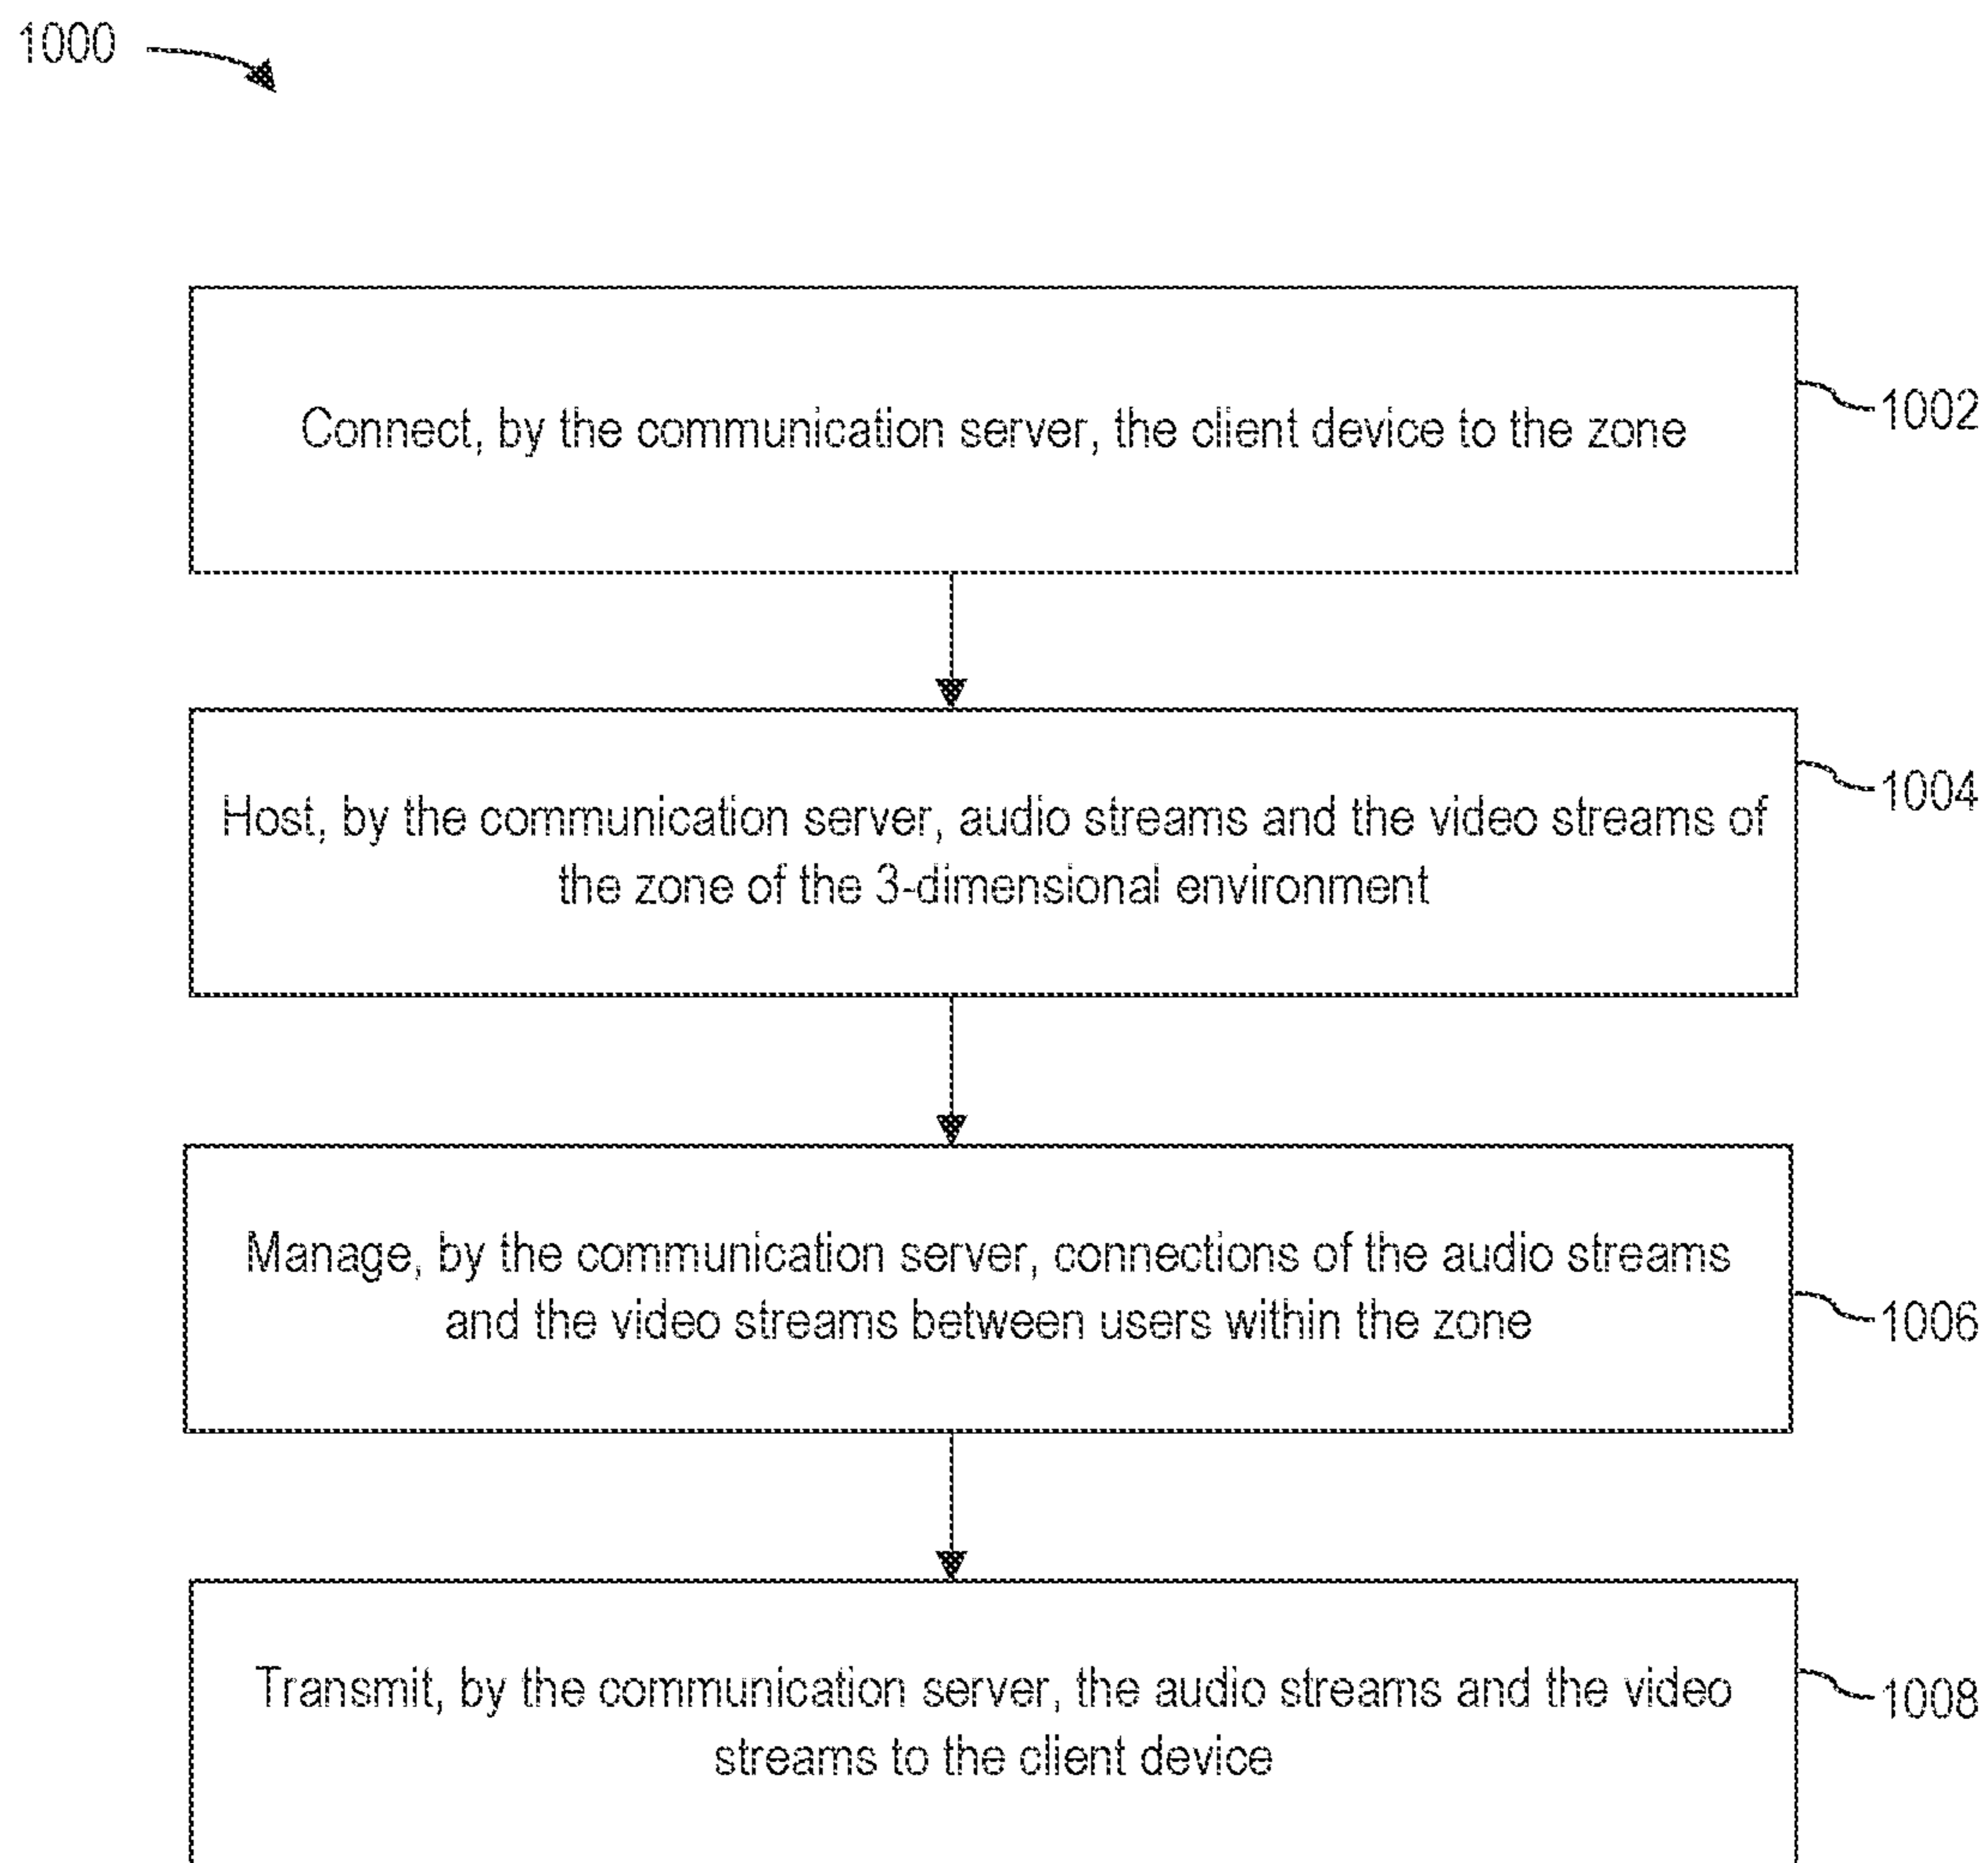 1000
Connect, by the communication server, the client device to the zone
1002
Host, by the communication server, audio streams and the video streams of
the zone of the 3-dimensional environment
1004
Manage, by the communication server, connections of the audio streams
and the video streams between users within the zone
1006
Transmit, by the communication server, the audio streams and the video
streams to the client device
1008